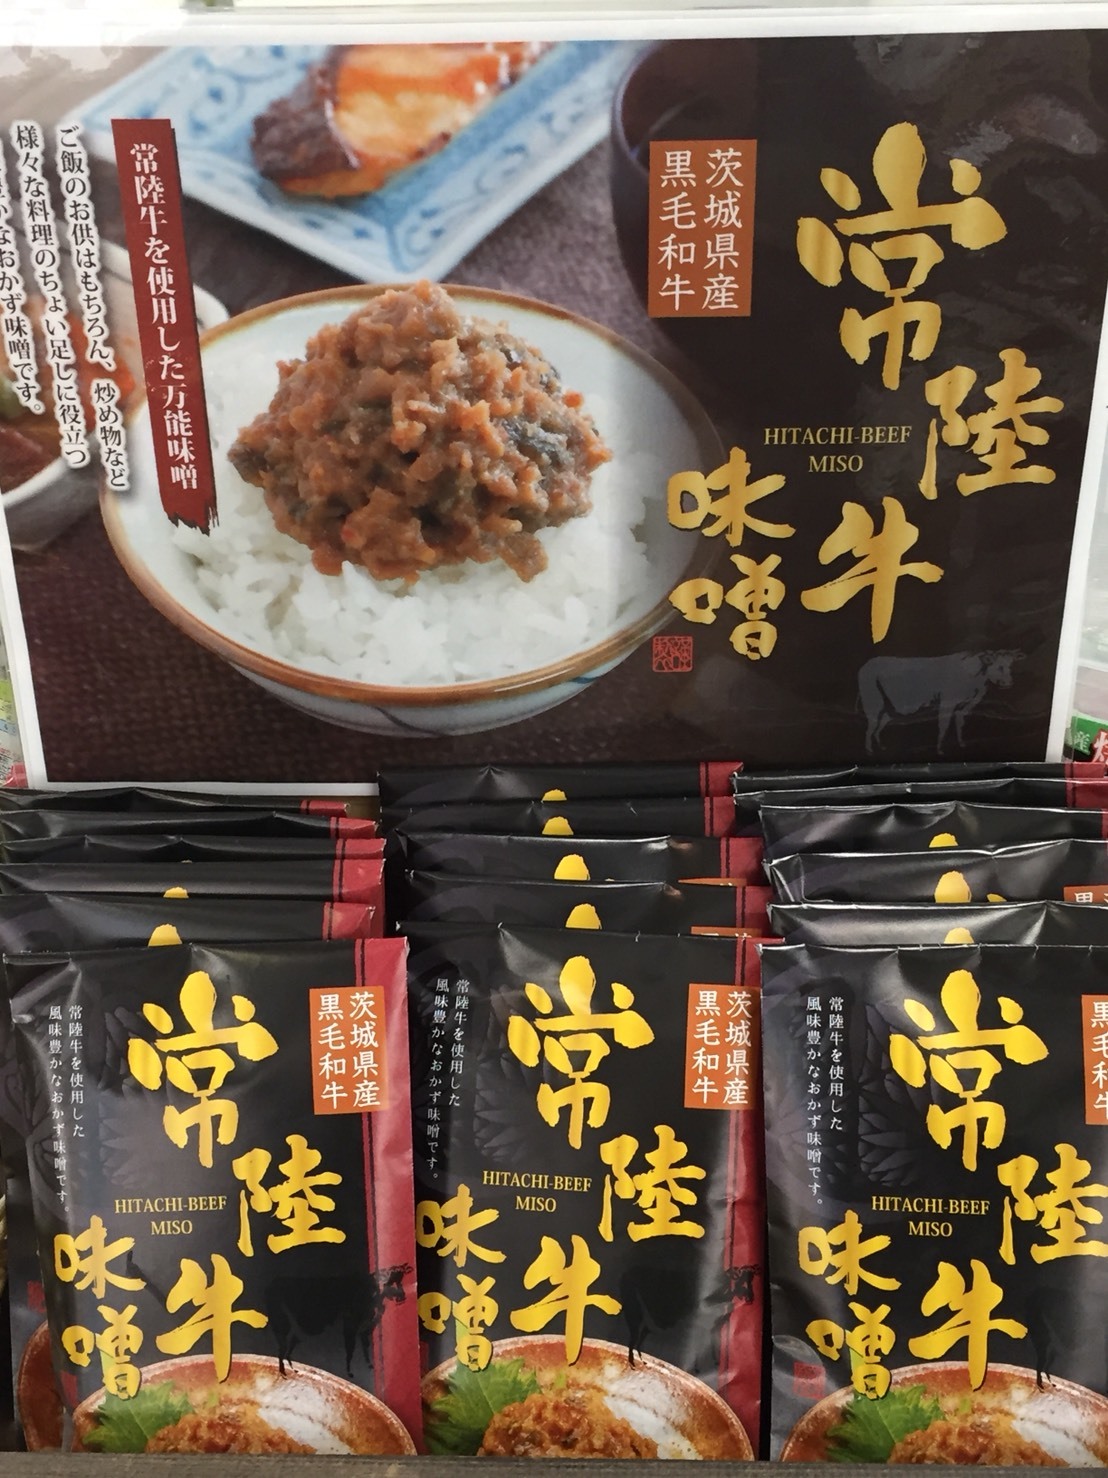 常陸牛
味噌
HITACHI-BEEF
MISO
茨城県産
黒毛和牛
常陸牛を使用した万能味噌
ご飯のお供はもちろん、炒め物など
様々な料理のちょい足しに役立つ
なおかず味噌です。
常陸牛
味噌
HITACHI-BEEF
MISO
茨城県産
黒毛和牛
常陸牛を使用した
風味豊かなおかず味噌です。
常陸牛
味噌
HITACHI-BEEF
MISO
茨城県産
黒毛和牛
常陸牛を使用した
風味豊かなおかず味噌です。
常陸牛
味噌
HITACHI-BEEF
MISO
黒毛和牛
常陸牛を使用した
風味豊かなおかず味噌です。